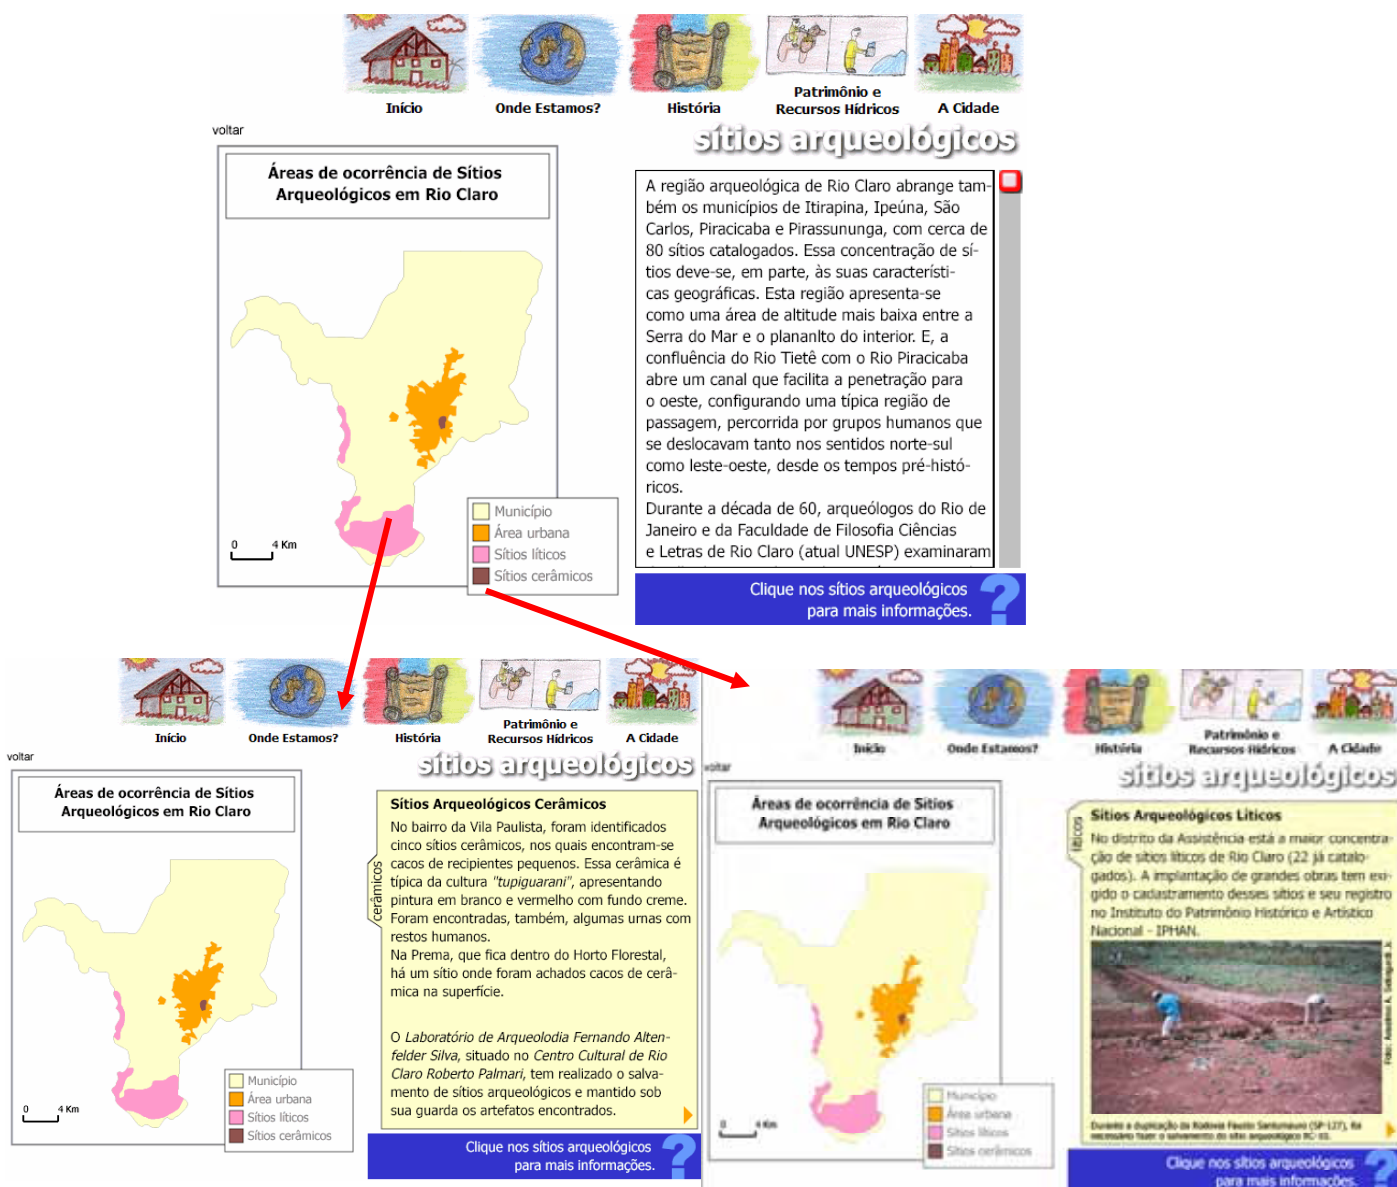 Início
Onde Estamos?
História
Patrimônio e
Recursos Hídricos
A Cidade
voltar
sítios arqueológicos
Áreas de ocorrência de Sítios
Arqueológicos em Rio Claro
0 4 Km
Município
Área urbana
Sítios líticos
Sítios cerâmicos
A região arqueológica de Rio Claro abrange tam-
bém os municípios de Itirapina, Ipeúna, São
Carlos, Piracicaba e Pirassununga, com cerca de
80 sítios catalogados. Essa concentração de sí-
tios deve-se, em parte, às suas característi-
cas geográficas. Esta região apresenta-se
como uma área de altitude mais baixa entre a
Serra do Mar e o plananlto do interior. E, a
confluência do Rio Tietê com o Rio Piracicaba
abre um canal que facilita a penetração para
o oeste, configurando uma típica região de
passagem, percorrida por grupos humanos que
se deslocavam tanto nos sentidos norte-sul
como leste-oeste, desde os tempos pré-histó-
ricos.
Durante a década de 60, arqueólogos do Rio de
Janeiro e da Faculdade de Filosofia Ciências
e Letras de Rio Claro (atual UNESP) examinaram
Clique nos sítios arqueológicos
para mais informações.
?
Início
Onde Estamos?
História
Patrimônio e
Recursos Hídricos
A Cidade
voltar
sítios arqueológicos
Áreas de ocorrência de Sítios
Arqueológicos em Rio Claro
0 4 Km
Município
Área urbana
Sítios líticos
Sítios cerâmicos
cerâmicos
Sítios Arqueológicos Cerâmicos
No bairro da Vila Paulista, foram identificados
cinco sítios cerâmicos, nos quais encontram-se
cacos de recipientes pequenos. Essa cerâmica é
típica da cultura "tupiguarani", apresentando
pintura em branco e vermelho com fundo creme.
Foram encontradas, também, algumas urnas com
restos humanos.
Na Prema, que fica dentro do Horto Florestal,
há um sítio onde foram achados cacos de cerâ-
mica na superfície.
O Laboratório de Arqueolodia Fernando Alten-
felder Silva, situado no Centro Cultural de Rio
Claro Roberto Palmari, tem realizado o salva-
mento de sítios arqueológicos e mantido sob
sua guarda os artefatos encontrados.
Clique nos sítios arqueológicos
para mais informações.
?
Início
Onde Estamos?
História
Patrimônio e
Recursos Hídricos
A Cidade
voltar
sítios arqueológicos
Áreas de ocorrência de Sítios
Arqueológicos em Rio Claro
0 4 Km
Município
Área urbana
Sítios líticos
Sítios cerâmicos
líticos
Sítios Arqueológicos Líticos
No distrito da Assistência está a maior concentra-
ção de sítios líticos de Rio Claro (22 já catalo-
gados). A implantação de grandes obras tem exi-
gido o cadastramento desses sítios e seu registro
no Instituto do Patrimônio Histórico e Artístico
Nacional - IPHAN.
Foto:
Durante a duplicação da Rodovia Fausto Santomauro (SP-127), foi
necessário fazer o salvamento do sítio arqueológico RC-
Clique nos sítios arqueológicos
para mais informações.
?